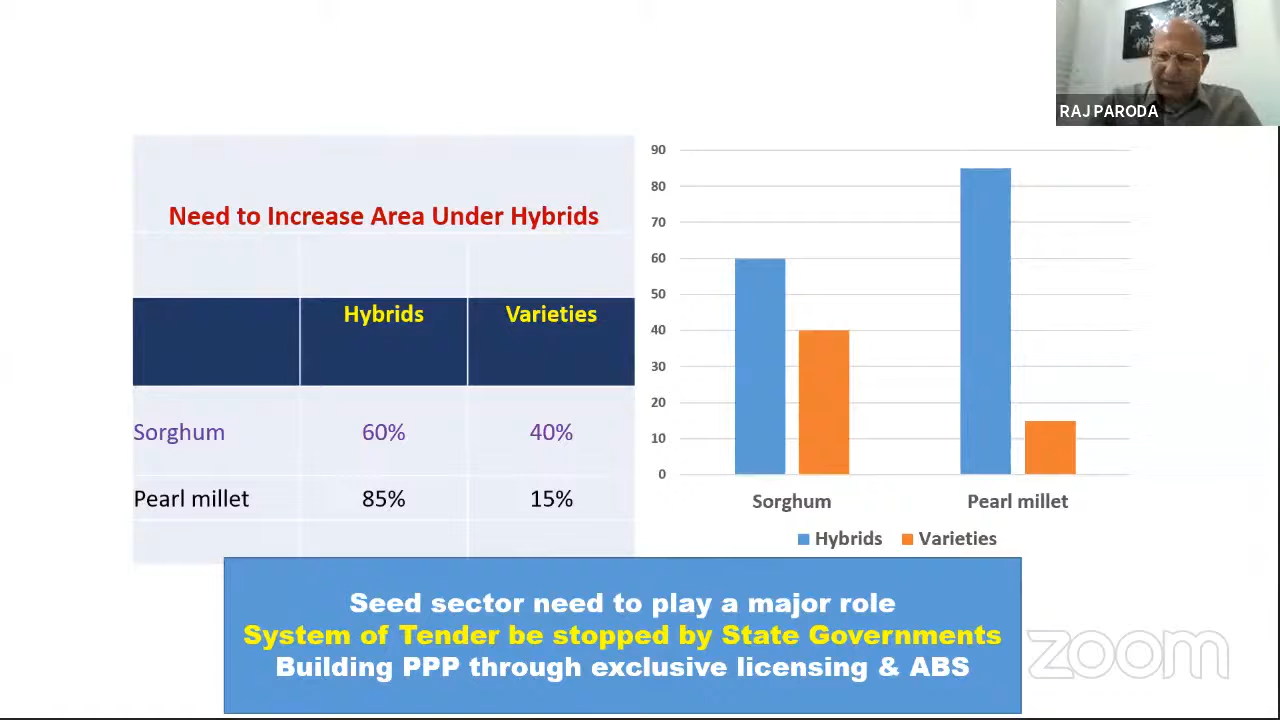 RAJ PARODA
Need to Increase Area Under Hybrids
Hybrids Varieties
Sorghum 60% 40%
Pearl millet 85% 15%
90
80
70
60
50
40
30
20
10
0
Sorghum Pearl millet
Hybrids Varieties
Seed sector need to play a major role
System of Tender be stopped by State Governments
Building PPP through exclusive licensing & ABS
zoom